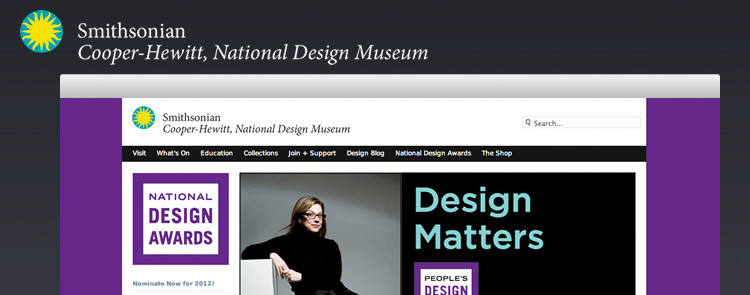 Smithsonian
Cooper-Hewitt, National Design Museum
Smithsonian
Cooper-Hewitt, National Design Museum
Search...
Visit What's On Education Collections Join + Support Design Blog National Design Awards The Shop
NATIONAL
DESIGN
AWARDS
Nominate Now for 2012!
Design
Matters
PEOPLE'S
DESIGN